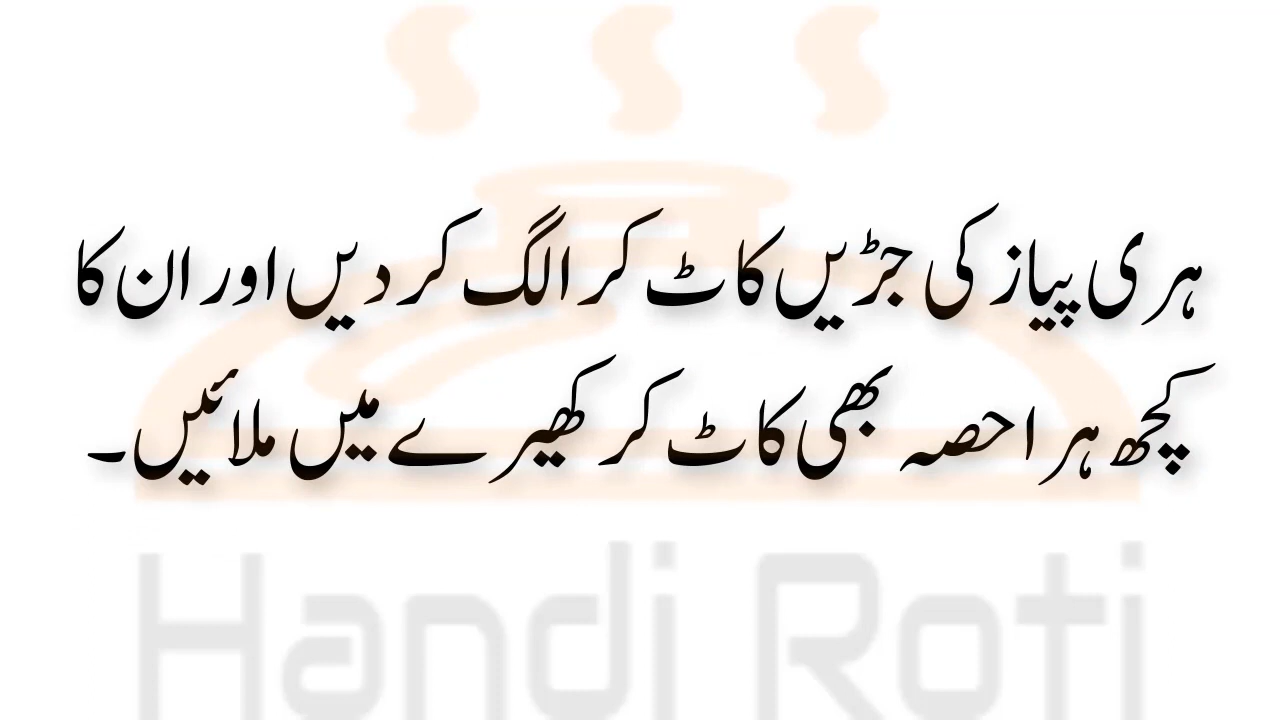 ہری پیاز کی جڑیں کاٹ کر الگ کر دیں اور ان کا
کچھ ہرا حصہ بھی کاٹ کر کھیرے میں ملائیں۔
Handi Roti